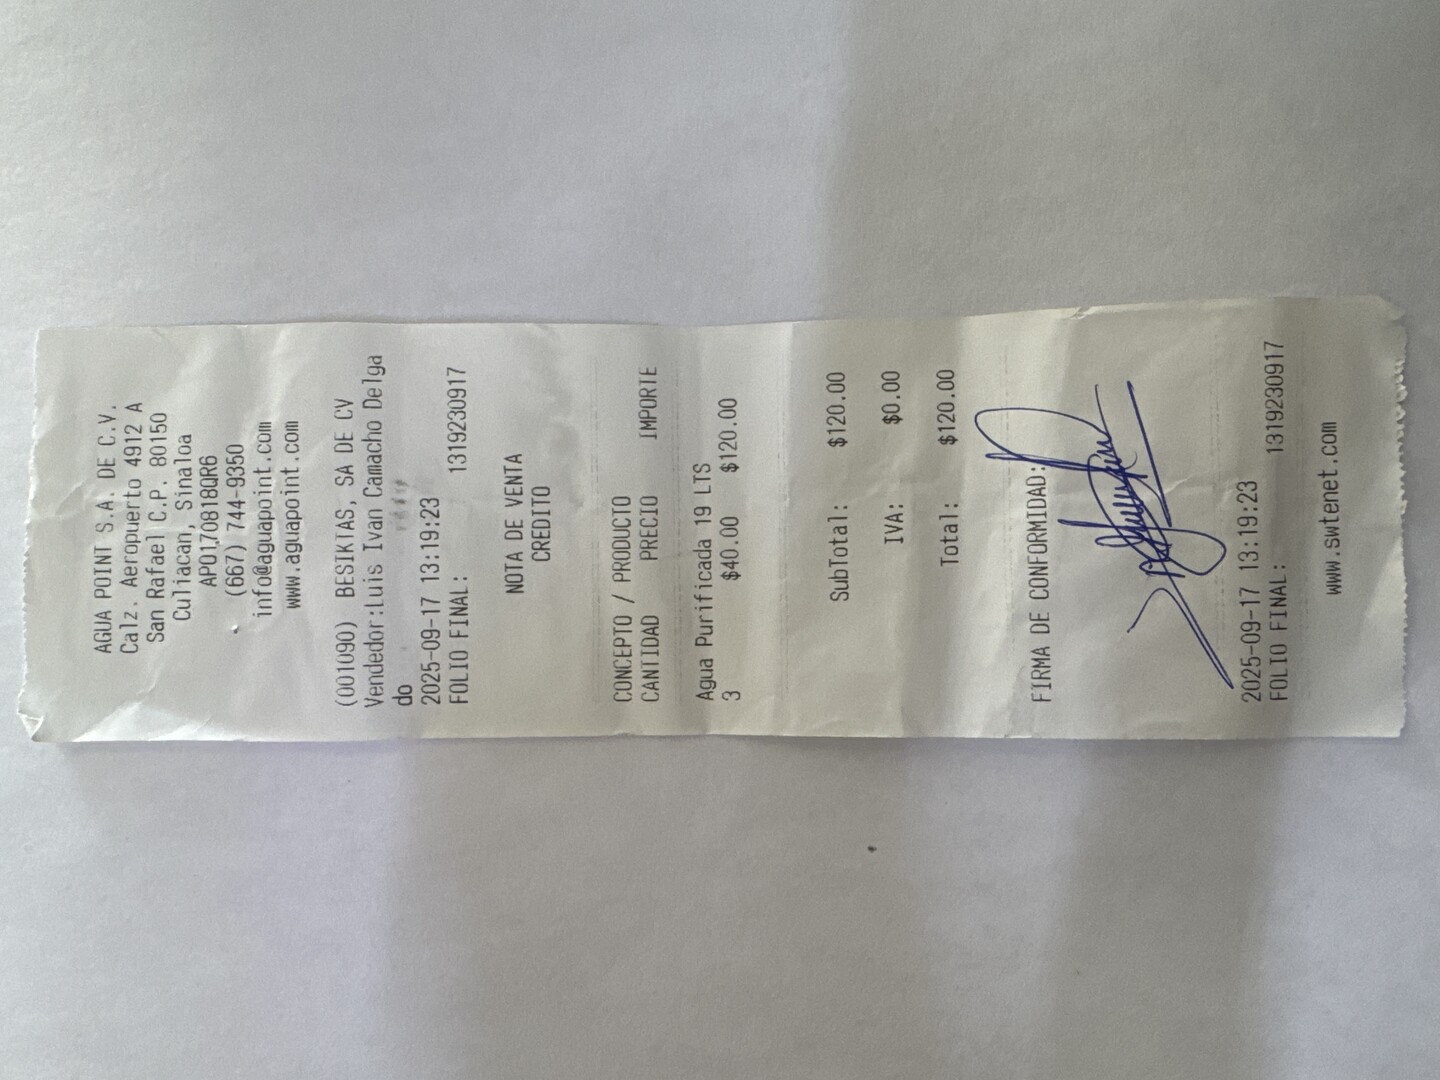 AGUA POINT S.A. DE C.V.
Calz. Aeropuerto 4912 A
San Rafael C.P. 80150
Culiacan, Sinaloa
APO170818QR6
(667) 744-9350
info@aguapoint.com
www.aguapoint.com
(001090) BESIKIAS, SA DE CV
Vendedor:Luis Ivan Camacho Delga
do
2025-09-17 13:19:23
FOLIO FINAL: 1319230917
NOTA DE VENTA
CREDITO
CONCEPTO / PRODUCTO
CANTIDAD PRECIO IMPORTE
Agua Purificada 19 LTS
3 $40.00 $120.00
SubTotal: $120.00
IVA: $0.00
Total: $120.00
FIRMA DE CONFORMIDAD:
2025-09-17 13:19:23
FOLIO FINAL: 1319230917
www.swtenet.com